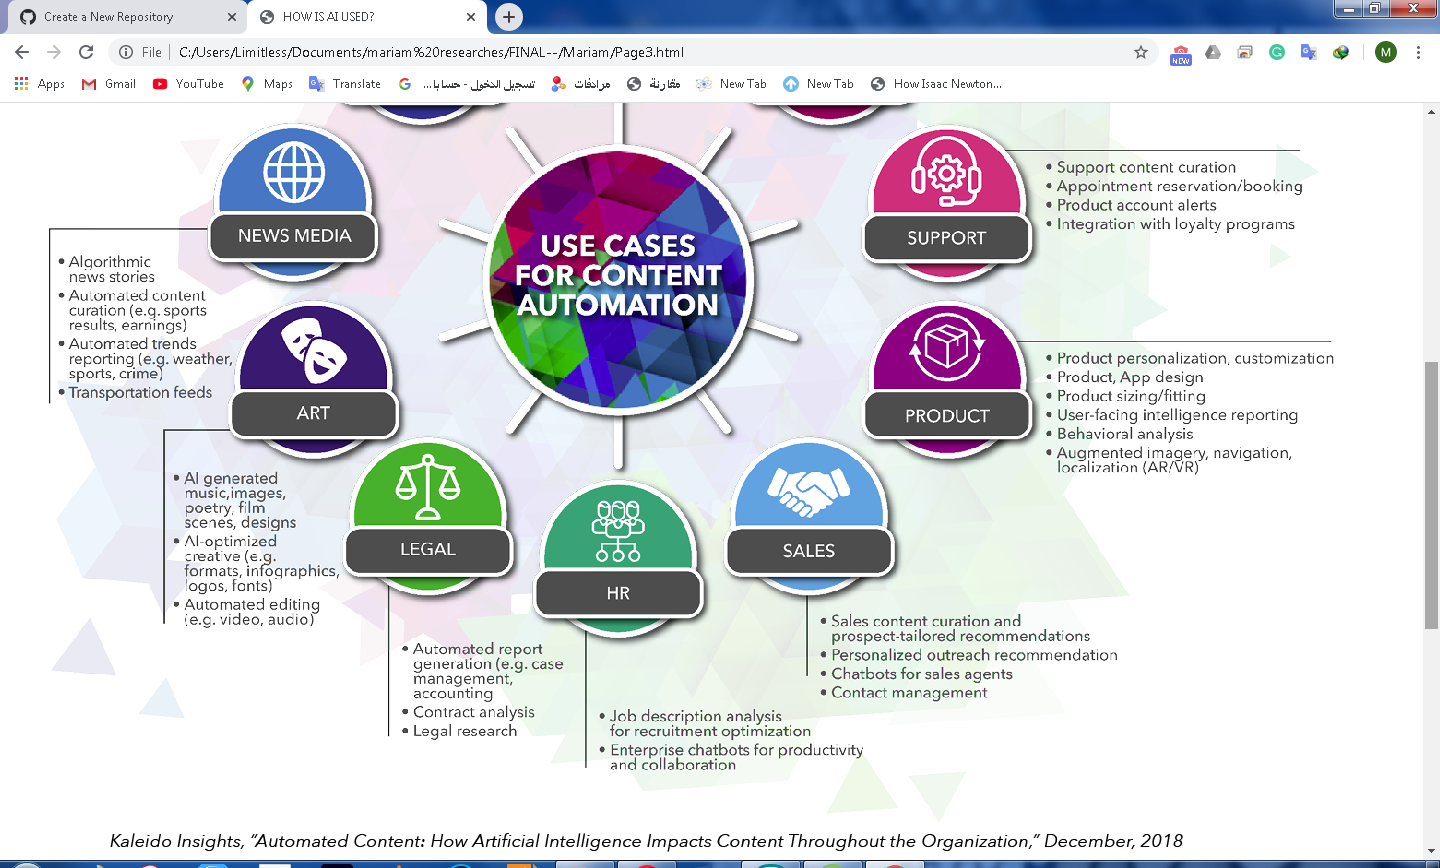 Create a New Repository
HOW IS AI USED?
File
C:/Users/Limitless/Documents/mariam%20researches/FINAL--/Mariam/Page3.html
NEW
M
Apps
Gmail
YouTube
Maps
Translate
تسجيل الدخول - حسابا...
مرادفات
مقارنة
New Tab
New Tab
How Isaac Newton...
USE CASES
FOR CONTENT
AUTOMATION
NEWS MEDIA
• Algorithmic
news stories
• Automated content
curation (e.g. sports
results, earnings)
• Automated trends
reporting (e.g. weather,
sports, crime)
• Transportation feeds
ART
• AI generated
music,images,
poetry, film
scenes, designs
• AI-optimized
creative (e.g.
formats, infographics,
logos, fonts)
• Automated editing
(e.g. video, audio)
LEGAL
• Automated report
generation (e.g. case
management,
accounting
• Contract analysis
• Legal research
HR
• Job description analysis
for recruitment optimization
• Enterprise chatbots for productivity
and collaboration
SALES
• Sales content curation and
prospect-tailored recommendations
• Personalized outreach recommendation
• Chatbots for sales agents
• Contact management
PRODUCT
• Product personalization, customization
• Product, App design
• Product sizing/fitting
• User-facing intelligence reporting
• Behavioral analysis
• Augmented imagery, navigation,
localization (AR/VR)
SUPPORT
• Support content curation
• Appointment reservation/booking
• Product account alerts
• Integration with loyalty programs
Kaleido Insights, “Automated Content: How Artificial Intelligence Impacts Content Throughout the Organization,” December, 2018